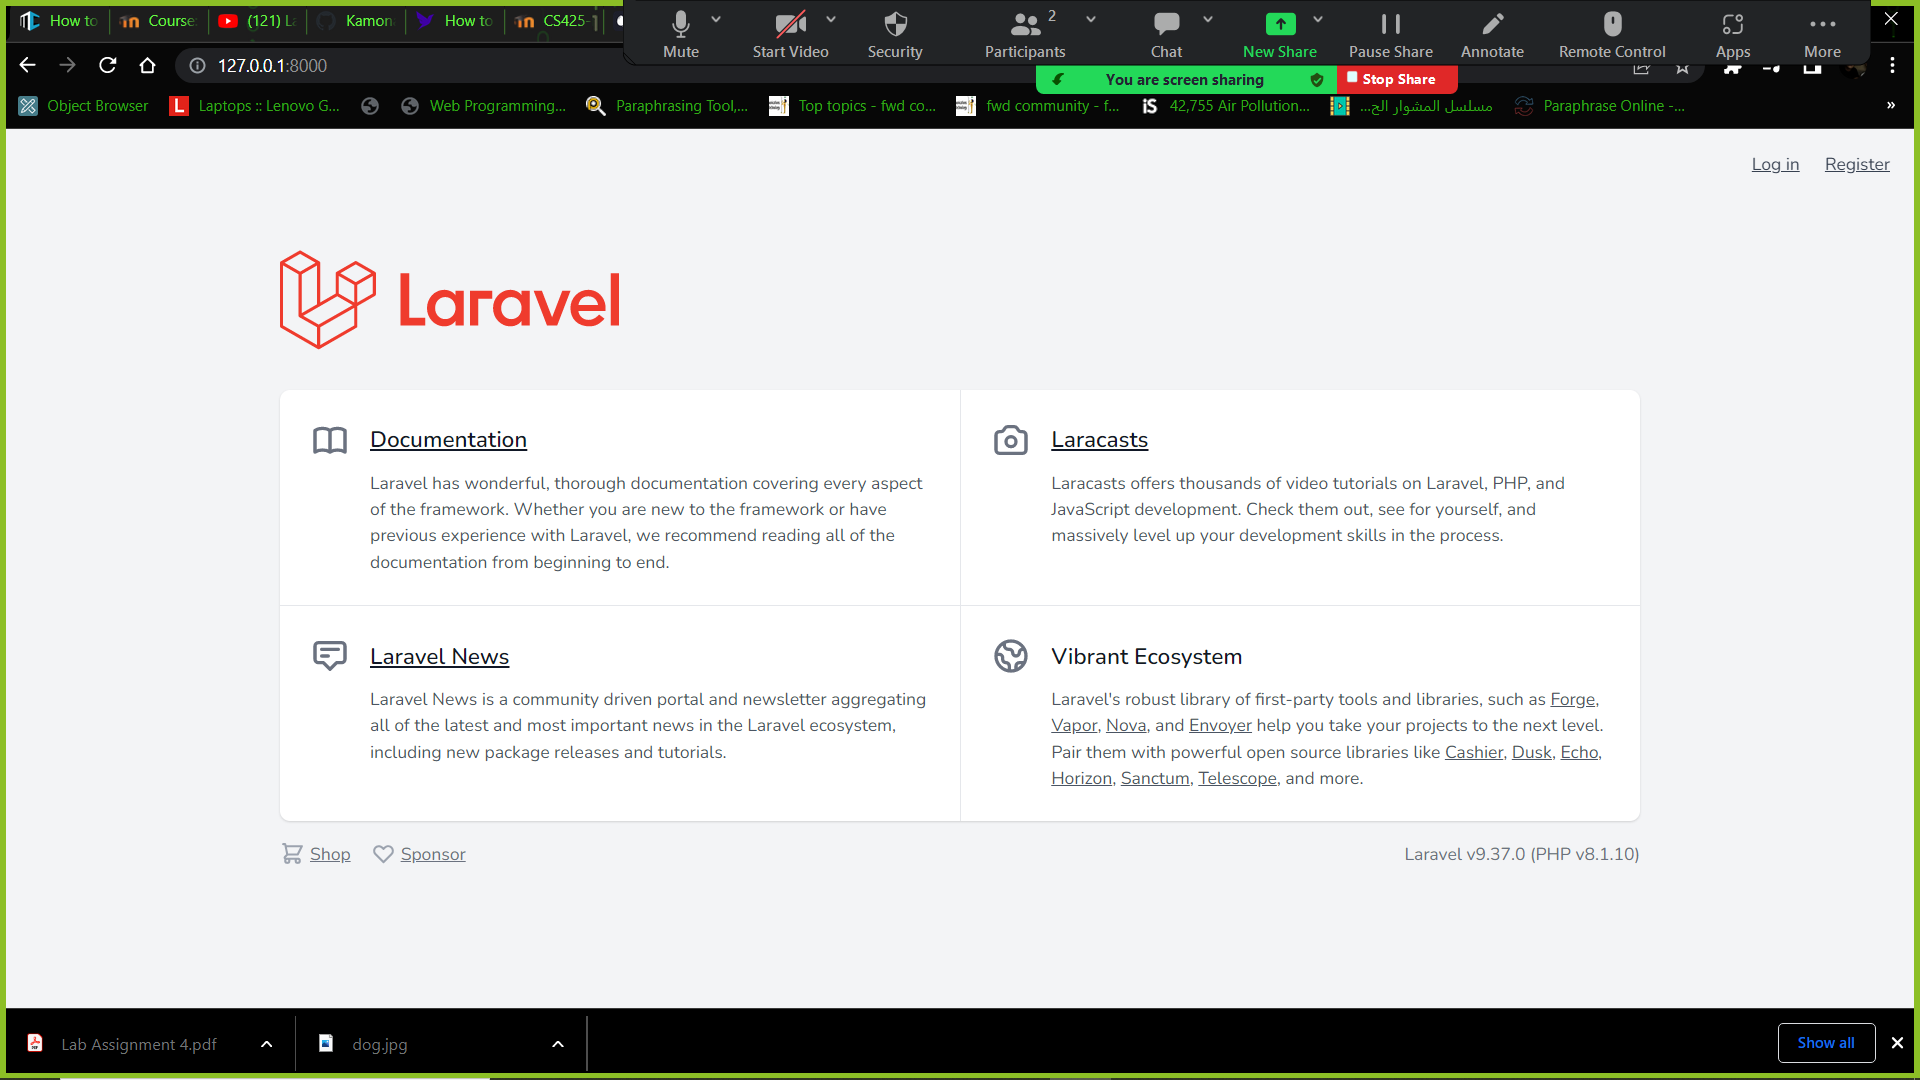 How to
Course
(121) L
Kamon
How to
CS425-
Mute
Start Video
Security
Participants
2
Chat
New Share
Pause Share
Annotate
Remote Control
Apps
More
127.0.0.1:8000
You are screen sharing
Stop Share
Object Browser
Laptops :: Lenovo G...
Web Programming...
Paraphrasing Tool,...
Top topics - fwd co...
fwd community - f...
iS
42,755 Air Pollution...
مسلسل المشوار الح...
Paraphrase Online -...
»
Log in
Register
Laravel
Documentation
Laravel has wonderful, thorough documentation covering every aspect
of the framework. Whether you are new to the framework or have
previous experience with Laravel, we recommend reading all of the
documentation from beginning to end.
Laracasts
Laracasts offers thousands of video tutorials on Laravel, PHP, and
JavaScript development. Check them out, see for yourself, and
massively level up your development skills in the process.
Laravel News
Laravel News is a community driven portal and newsletter aggregating
all of the latest and most important news in the Laravel ecosystem,
including new package releases and tutorials.
Vibrant Ecosystem
Laravel's robust library of first-party tools and libraries, such as Forge,
Vapor, Nova, and Envoyer help you take your projects to the next level.
Pair them with powerful open source libraries like Cashier, Dusk, Echo,
Horizon, Sanctum, Telescope, and more.
Shop
Sponsor
Laravel v9.37.0 (PHP v8.1.10)
Lab Assignment 4.pdf
dog.jpg
Show all